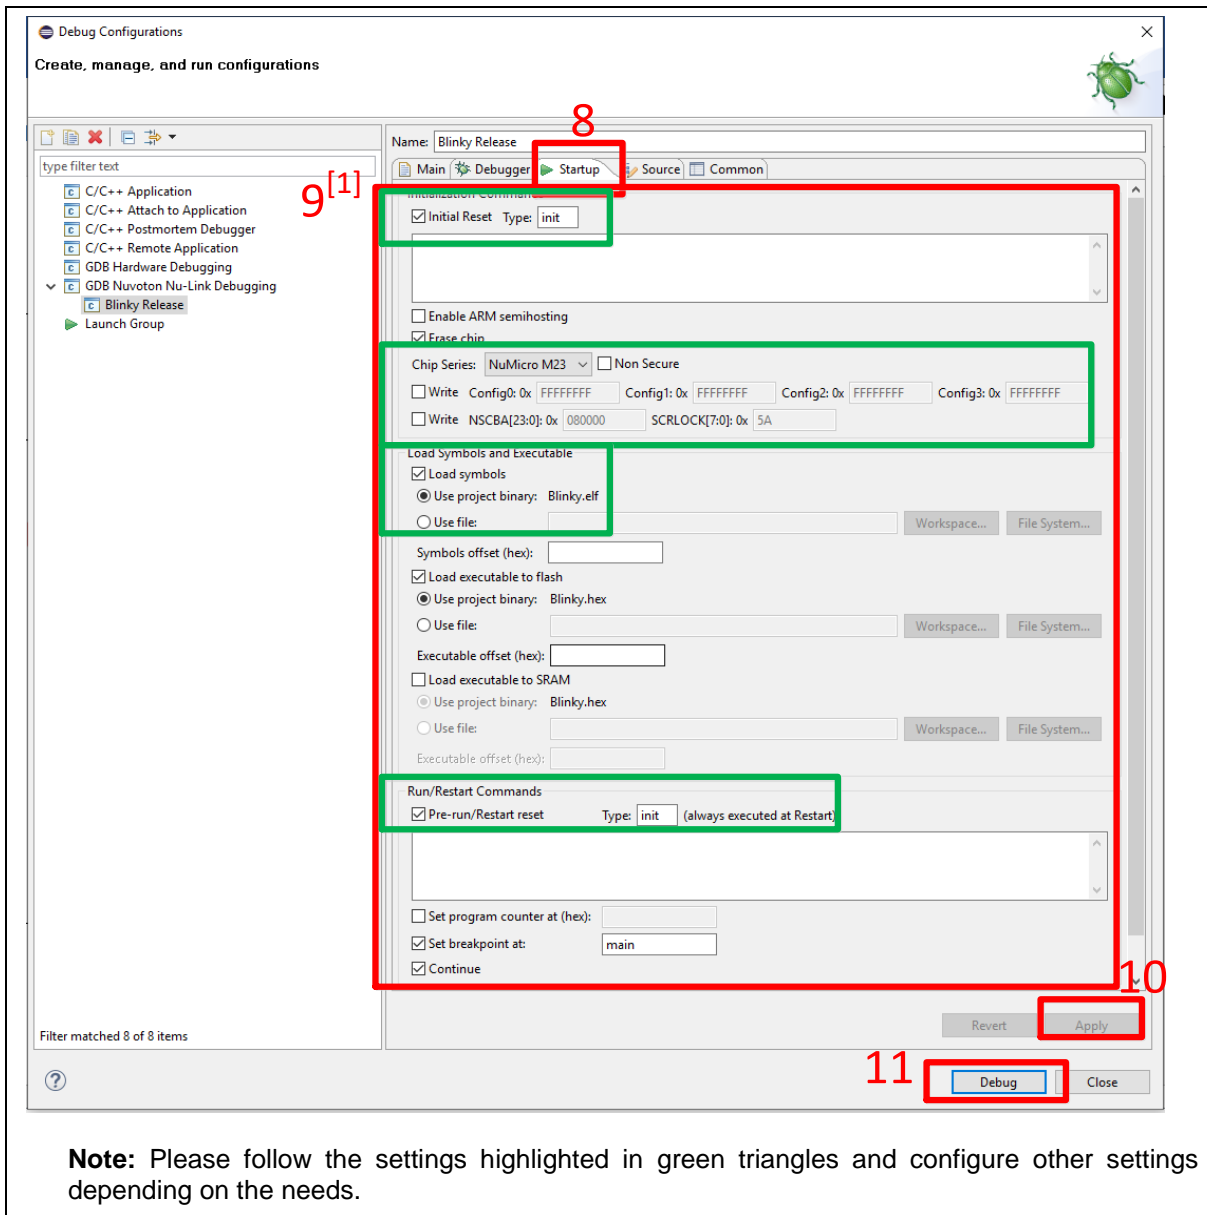 Debug Configurations
Create, manage, and run configurations
8
Name: Blinky Release
type filter text
Main Debugger Startup Source Common
9[1]
C/C++ Application
C/C++ Attach to Application
C/C++ Postmortem Debugger
C/C++ Remote Application
GDB Hardware Debugging
GDB Nuvoton Nu-Link Debugging
Blinky Release
Launch Group
Initialization Commands
Initial Reset Type: init
Enable ARM semihosting
Erase chip
Chip Series: NuMicro M23 Non Secure
Write Config0: 0x FFFFFFFF Config1: 0x FFFFFFFF Config2: 0x FFFFFFFF Config3: 0x FFFFFFFF
Write NSCBA[23:0]: 0x 080000 SCRLOCK[7:0]: 0x 5A
Load Symbols and Executable
Load symbols
Use project binary: Blinky.elf
Use file: Workspace... File System...
Symbols offset (hex):
Load executable to flash
Use project binary: Blinky.hex
Use file: Workspace... File System...
Executable offset (hex):
Load executable to SRAM
Use project binary: Blinky.hex
Use file: Workspace... File System...
Executable offset (hex):
Run/Restart Commands
Pre-run/Restart reset Type: init (always executed at Restart)
Set program counter at (hex):
Set breakpoint at: main
Continue
10
Revert Apply
Filter matched 8 of 8 items
11
Debug Close
Note: Please follow the settings highlighted in green triangles and configure other settings
depending on the needs.